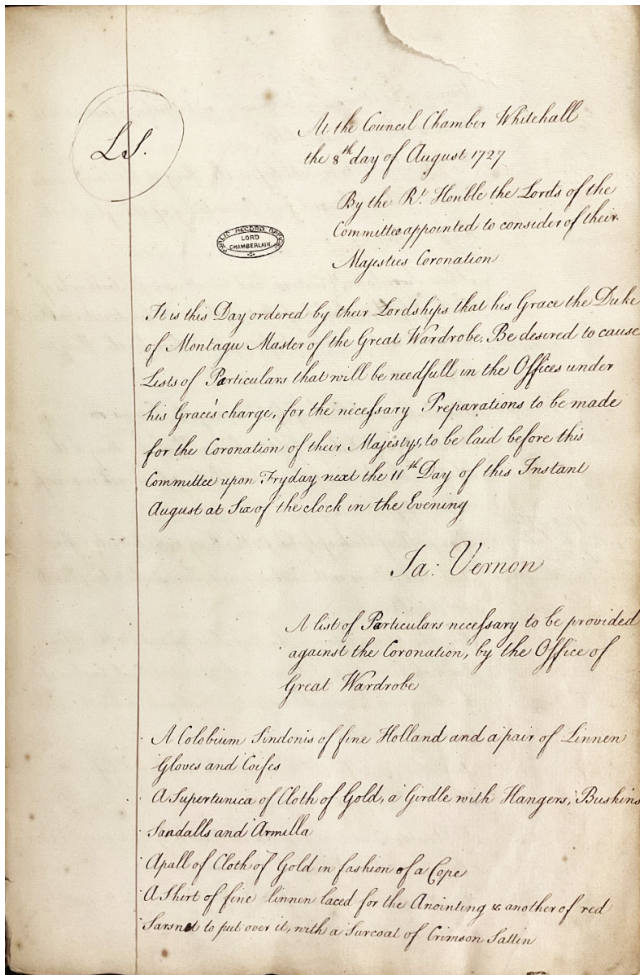 L.S.
At the Council Chamber Whitehall
the 8th day of August 1727
PUBLIC RECORD OFFICE
LORD
CHAMBERLAIN
By the Rt. Honble the Lords of the
Committee appointed to consider of their
Majesties Coronation
It is this Day ordered by their Lordships that his Grace the Duke
of Montagu Master of the Great Wardrobe, Be desired to cause
Lists of Particulars that will be needfull in the Offices under
his Grace's charge, for the necessary Preparations to be made
for the Coronation of their Majestys, to be laid before this
Committee upon Fryday next the 11th Day of this Instant
August at Six of the clock in the Evening
Ja: Vernon
A list of Particulars necessary to be provided
against the Coronation, by the Office of
Great Wardrobe
A Colobium Sindonis of fine Holland and a pair of Linnen
Gloves and Coifes
A Supertunica of Cloth of Gold, a Girdle with Hangers, Buskins
Sandalls and Armilla
A pall of Cloth of Gold in fashion of a Cope
A Shirt of fine linnen laced for the Anointing & another of red
Sarsnet to put over it, with a Surcoat of Crimson Sattin